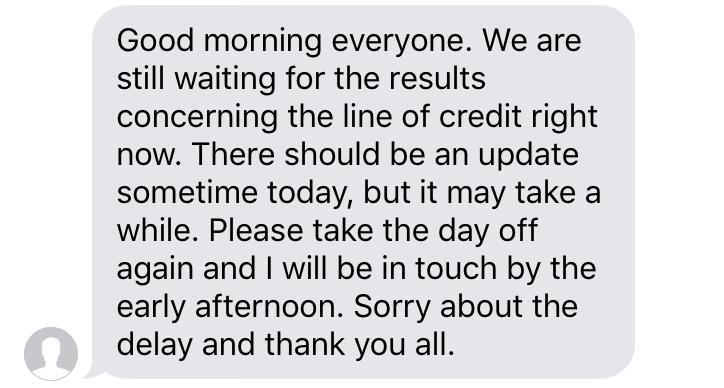 Good morning everyone. We are
still waiting for the results
concerning the line of credit right
now. There should be an update
sometime today, but it may take a
while. Please take the day off
again and I will be in touch by the
early afternoon. Sorry about the
delay and thank you all.